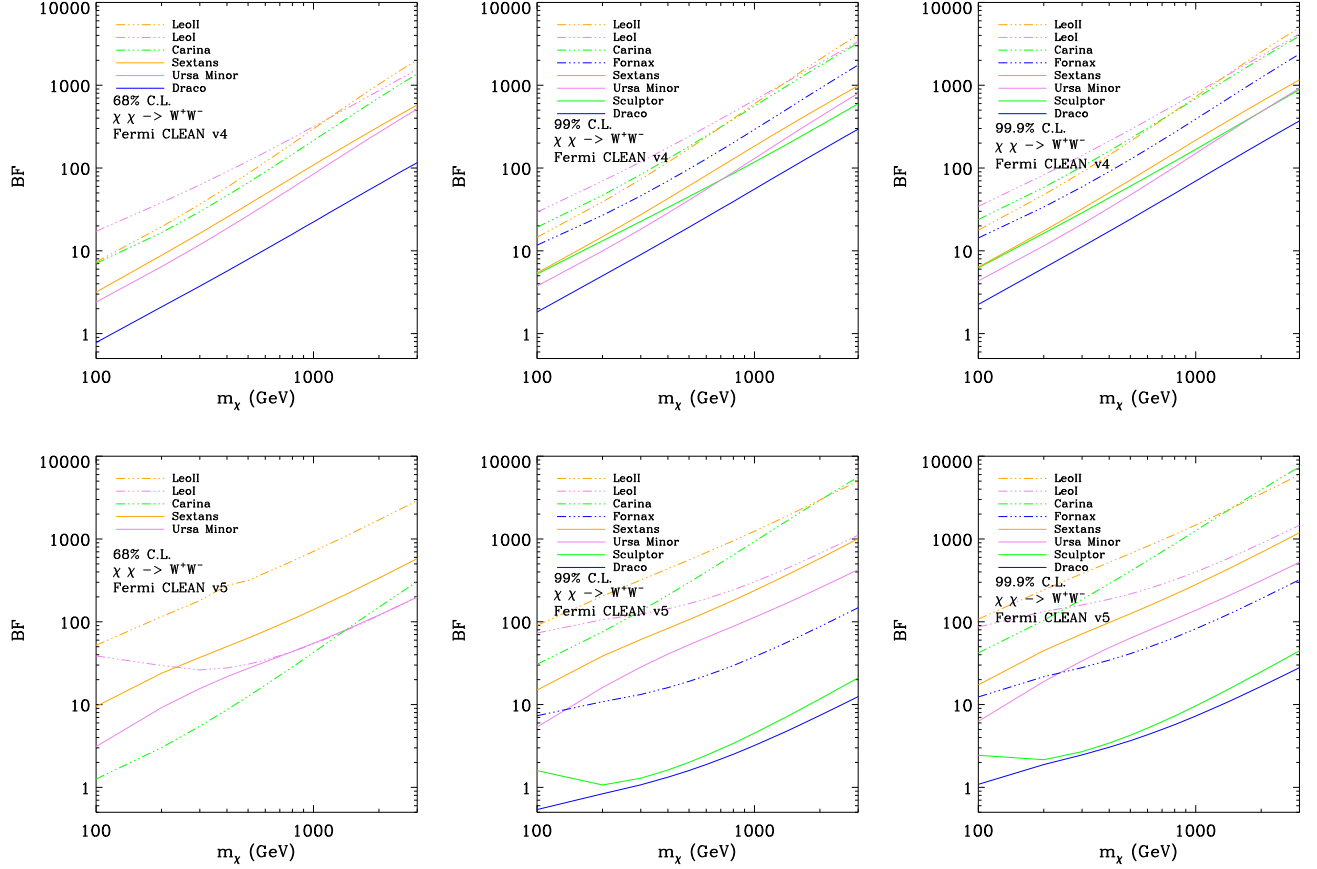 10000
1000
100
10
1
BF
LeoII
LeoI
Carina
Sextans
Ursa Minor
Draco
68% C.L.
χ χ -> W⁺W⁻
Fermi CLEAN v4
100
1000
m_χ (GeV)
10000
1000
100
10
1
BF
LeoII
LeoI
Carina
Fornax
Sextans
Ursa Minor
Sculptor
Draco
99% C.L.
χ χ -> W⁺W⁻
Fermi CLEAN v4
100
1000
m_χ (GeV)
10000
1000
100
10
1
BF
LeoII
LeoI
Carina
Fornax
Sextans
Ursa Minor
Sculptor
Draco
99.9% C.L.
χ χ -> W⁺W⁻
Fermi CLEAN v4
100
1000
m_χ (GeV)
10000
1000
100
10
1
BF
LeoII
LeoI
Carina
Sextans
Ursa Minor
68% C.L.
χ χ -> W⁺W⁻
Fermi CLEAN v5
100
1000
m_χ (GeV)
10000
1000
100
10
1
BF
LeoII
LeoI
Carina
Fornax
Sextans
Ursa Minor
Sculptor
Draco
99% C.L.
χ χ -> W⁺W⁻
Fermi CLEAN v5
100
1000
m_χ (GeV)
10000
1000
100
10
1
BF
LeoII
LeoI
Carina
Fornax
Sextans
Ursa Minor
Sculptor
Draco
99.9% C.L.
χ χ -> W⁺W⁻
Fermi CLEAN v5
100
1000
m_χ (GeV)